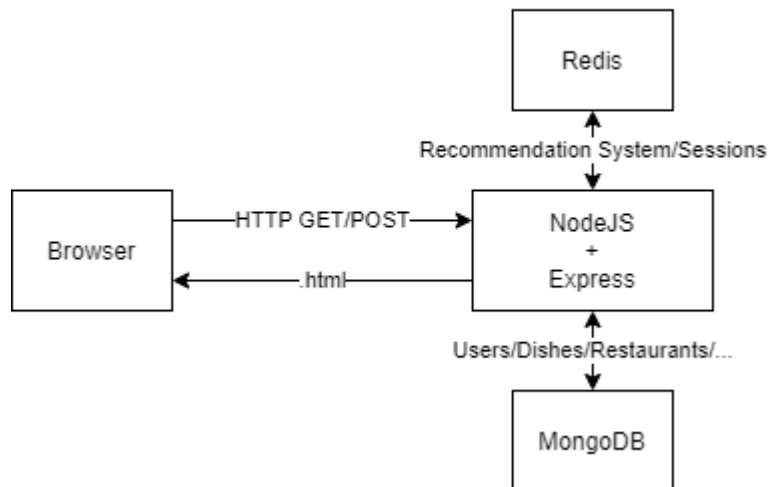 Redis
Recommendation System/Sessions
Browser
HTTP GET/POST
.html
NodeJS
+
Express
Users/Dishes/Restaurants/...
MongoDB